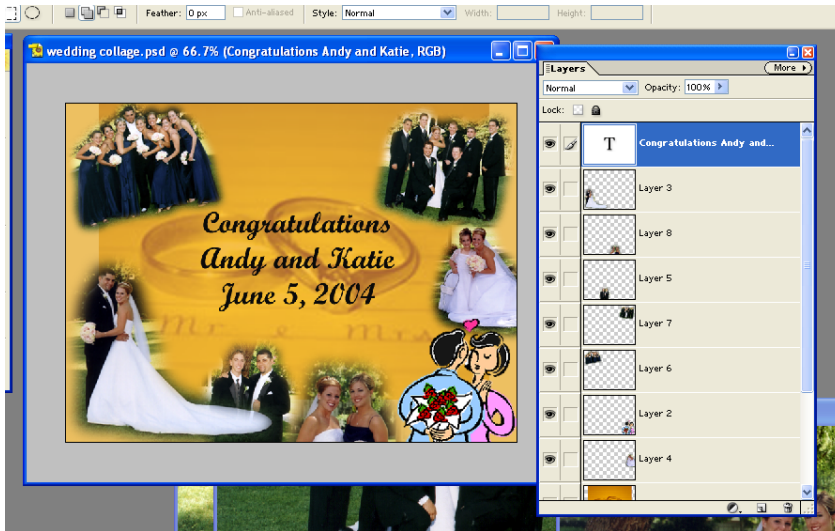 Feather: 0 px Anti-aliased Style: Normal Width: Height:
wedding collage.psd @ 66.7% (Congratulations Andy and Katie, RGB)
Congratulations
Andy and Katie
June 5, 2004
Mr & Mrs
Layers More
Normal Opacity: 100%
Lock:
T Congratulations Andy and...
Layer 3
Layer 8
Layer 5
Layer 7
Layer 6
Layer 2
Layer 4